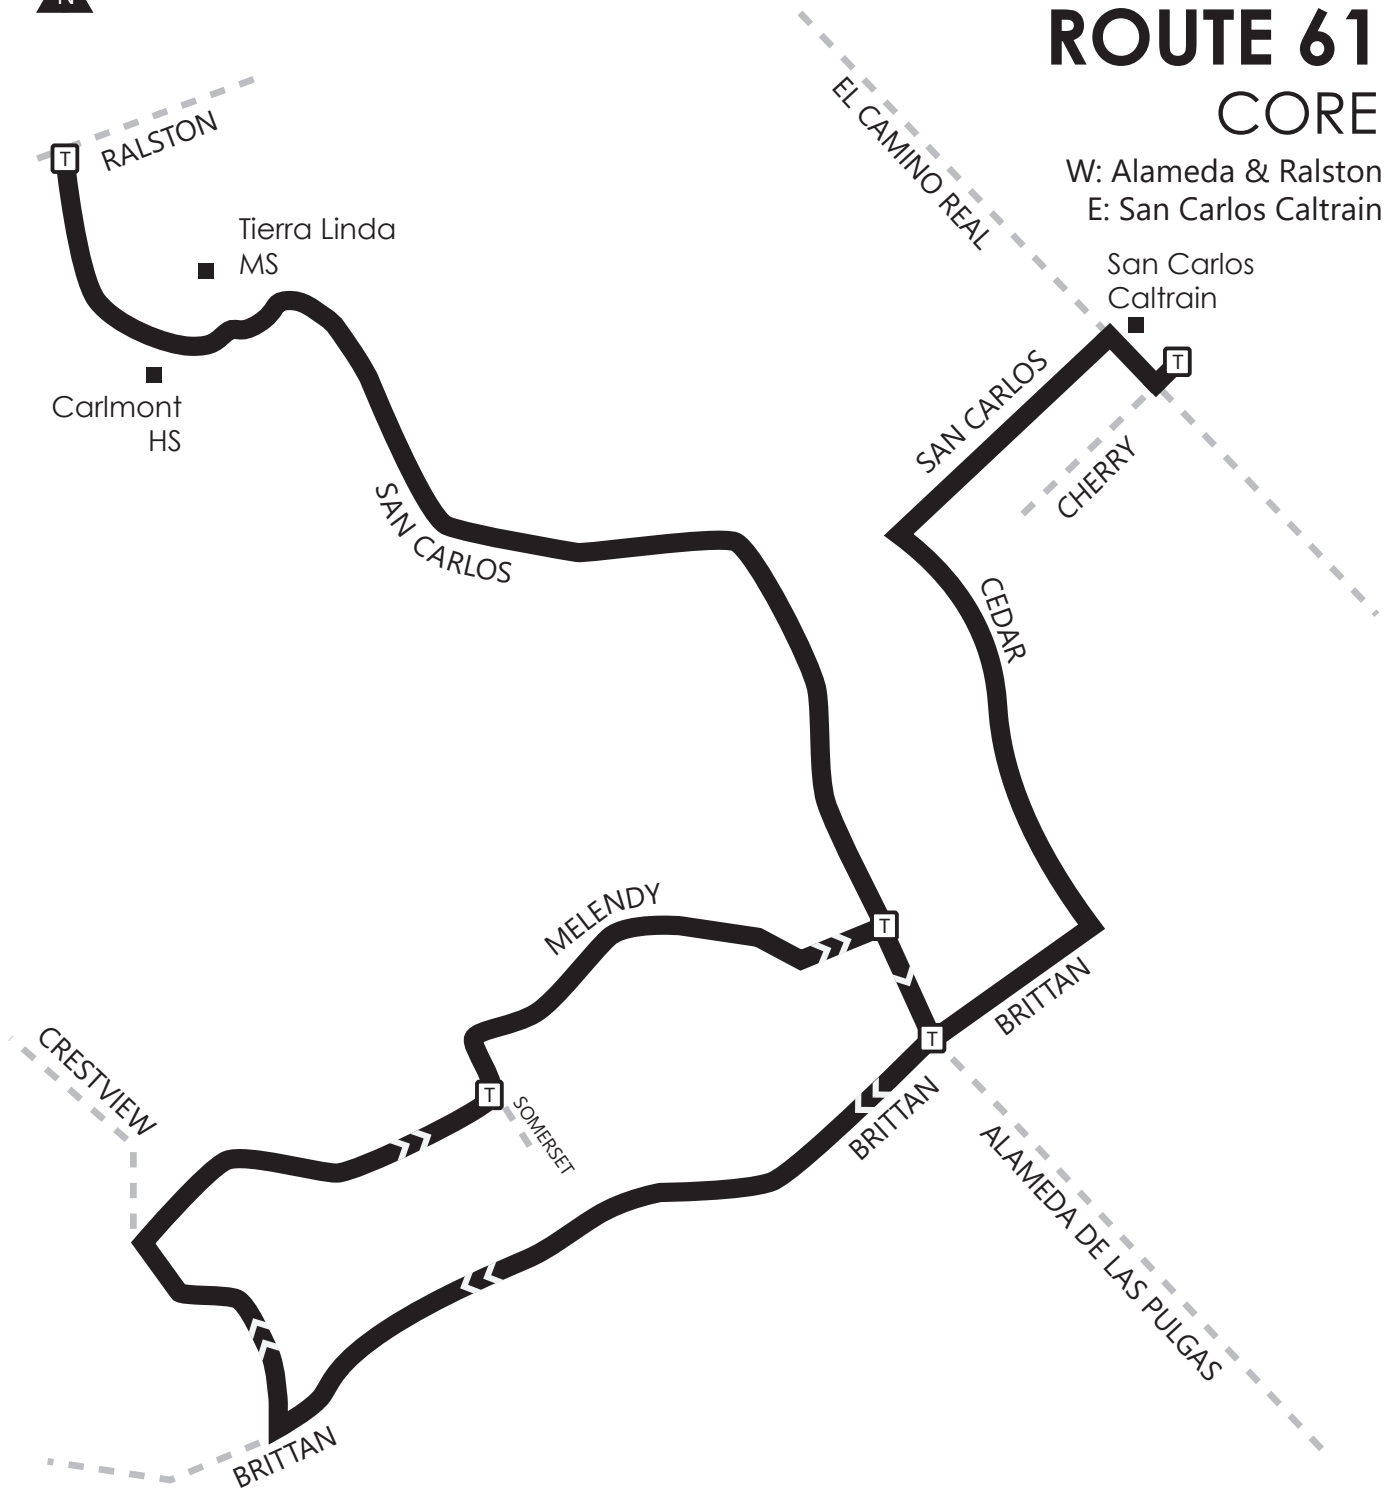 N
ROUTE 61
CORE
W: Alameda & Ralston
E: San Carlos Caltrain
EL CAMINO REAL
RALSTON
T
Tierra Linda
MS
San Carlos
Caltrain
T
SAN CARLOS
Carlmont
HS
CHERRY
SAN CARLOS
CEDAR
MELENDY
T
BRITTAN
T
CRESTVIEW
T
SOMERSET
BRITTAN
ALAMEDA DE LAS PULGAS
BRITTAN